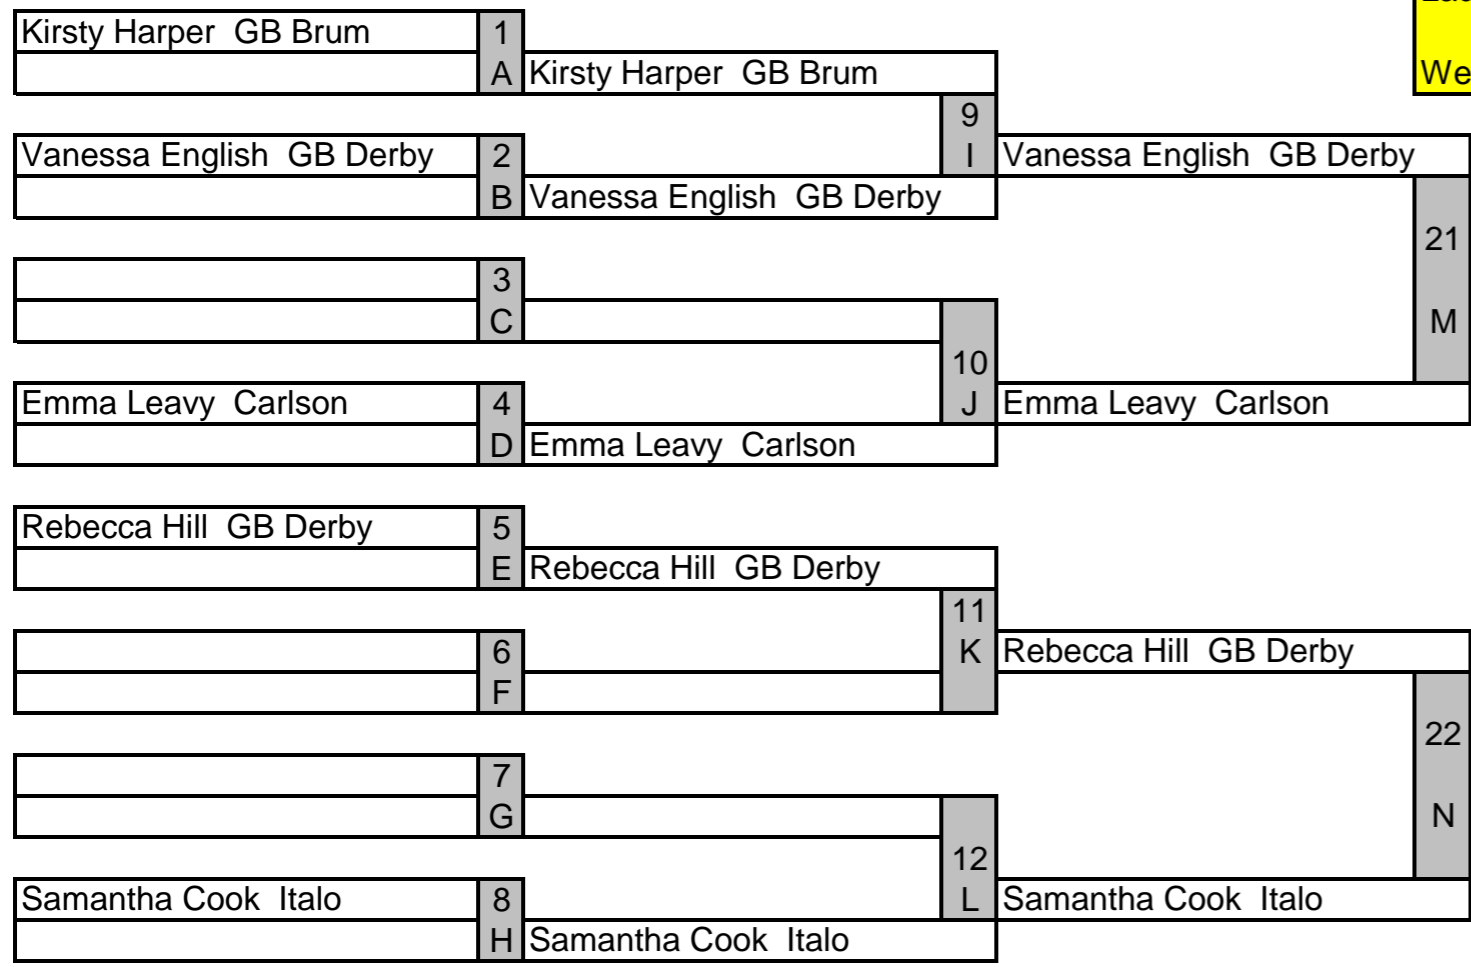 Kirsty Harper  GB Brum 1
A Kirsty Harper  GB Brum We
9
Vanessa English  GB Derby 2 I Vanessa English  GB Derby
B Vanessa English  GB Derby
21
3
C M
10
Emma Leavy  Carlson 4 J Emma Leavy  Carlson
D Emma Leavy  Carlson
Rebecca Hill  GB Derby 5
E Rebecca Hill  GB Derby
11
6 K Rebecca Hill  GB Derby
F
22
7
G N
12
Samantha Cook  Italo 8 L Samantha Cook  Italo
H Samantha Cook  Italo